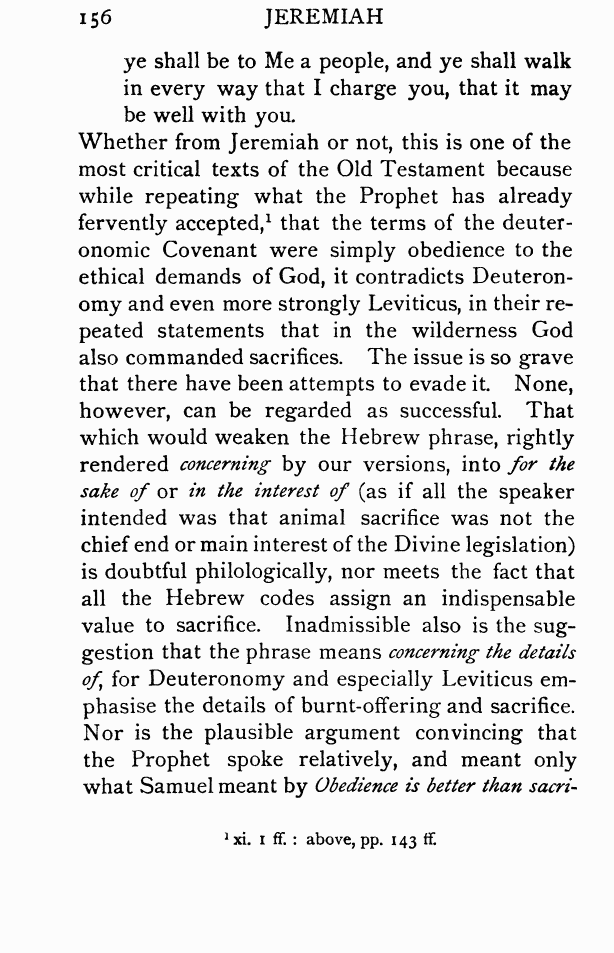 156 JEREMIAH
ye shall be to Me a people, and ye shall walk
in every way that I charge you, that it may
be well with you.
Whether from Jeremiah or not, this is one of the
most critical texts of the Old Testament because
while repeating what the Prophet has already
fervently accepted,¹ that the terms of the deuter-
onomic Covenant were simply obedience to the
ethical demands of God, it contradicts Deuteron-
omy and even more strongly Leviticus, in their re-
peated statements that in the wilderness God
also commanded sacrifices. The issue is so grave
that there have been attempts to evade it. None,
however, can be regarded as successful. That
which would weaken the Hebrew phrase, rightly
rendered concerning by our versions, into for the
sake of or in the interest of (as if all the speaker
intended was that animal sacrifice was not the
chief end or main interest of the Divine legislation)
is doubtful philologically, nor meets the fact that
all the Hebrew codes assign an indispensable
value to sacrifice. Inadmissible also is the sug-
gestion that the phrase means concerning the details
of, for Deuteronomy and especially Leviticus em-
phasise the details of burnt-offering and sacrifice.
Nor is the plausible argument convincing that
the Prophet spoke relatively, and meant only
what Samuel meant by Obedience is better than sacri-
¹ xi. 1 ff. : above, pp. 143 ff.